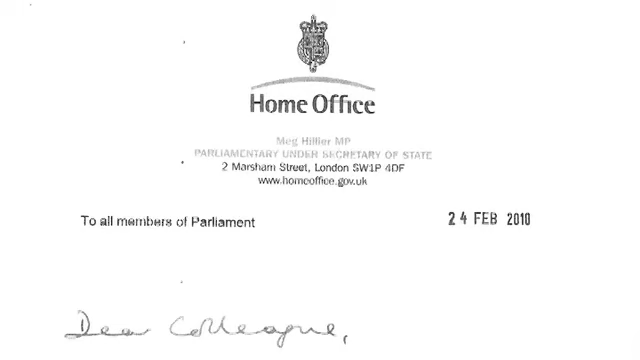 Home Office
Meg Hillier MP
PARLIAMENTARY UNDER SECRETARY OF STATE
2 Marsham Street, London SW1P 4DF
www.homeoffice.gov.uk
To all members of Parliament
24 FEB 2010
Dear Colleague,